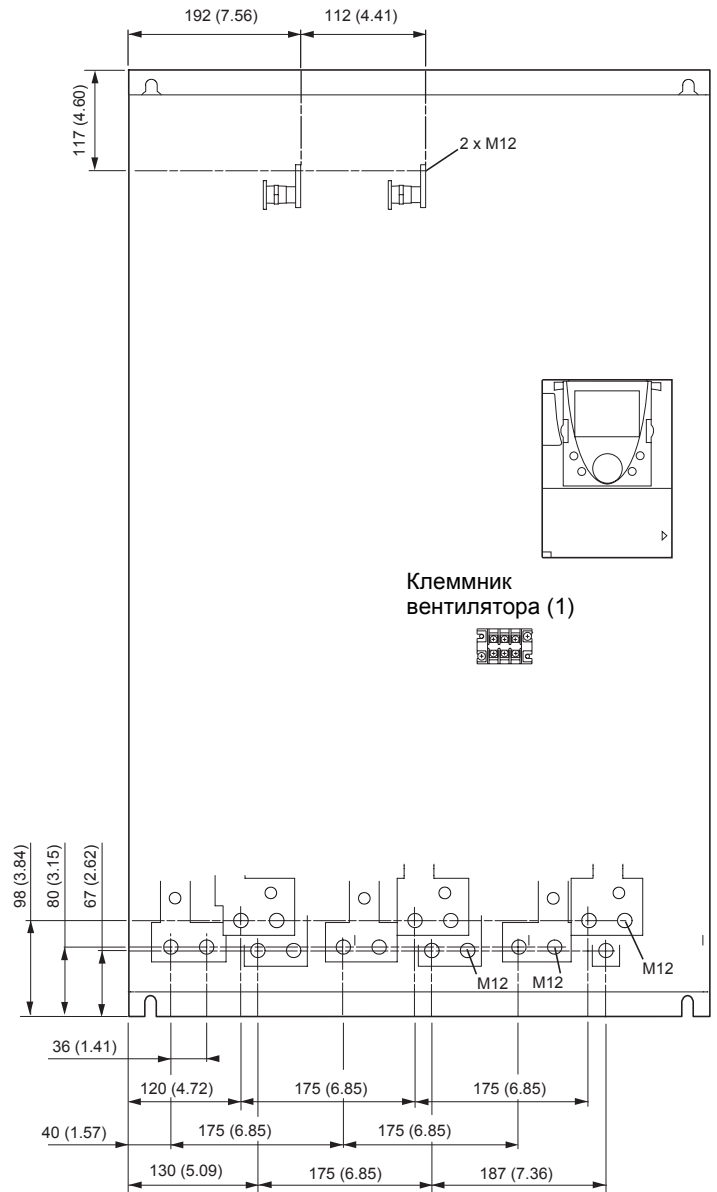 192 (7.56)
112 (4.41)
117 (4.60)
2 x M12
Клеммник
вентилятора (1)
98 (3.84)
80 (3.15)
67 (2.62)
M12
M12
M12
36 (1.41)
120 (4.72)
175 (6.85)
175 (6.85)
40 (1.57)
175 (6.85)
175 (6.85)
130 (5.09)
175 (6.85)
187 (7.36)